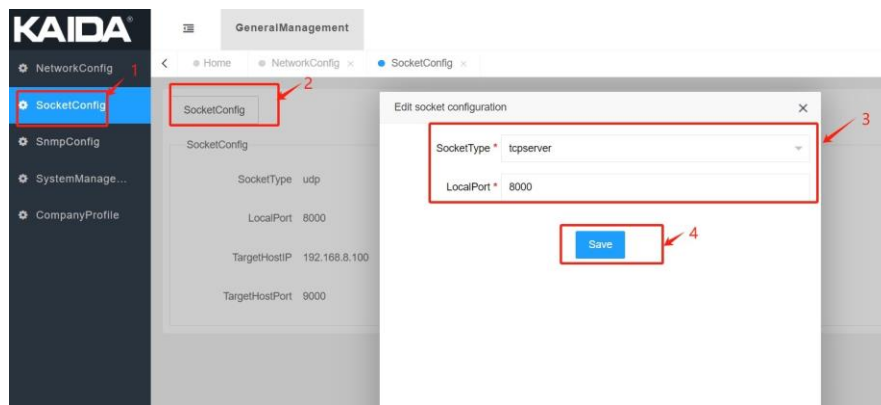 KAIDA®
GeneralManagement
Home
NetworkConfig ×
SocketConfig ×
NetworkConfig
1
SocketConfig
SnmpConfig
SystemManage...
CompanyProfile
2
SocketConfig
SocketConfig
SocketType udp
LocalPort 8000
TargetHostIP 192.168.8.100
TargetHostPort 9000
Edit socket configuration ×
3
SocketType * tcpserver
LocalPort * 8000
Save
4